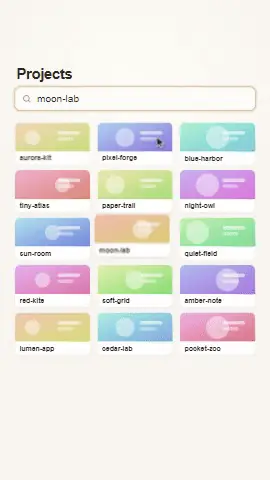 Projects
moon-lab
aurora-kit
pixel-forge
blue-harbor
tiny-atlas
paper-trail
night-owl
sun-room
moon-lab
quiet-field
red-kite
soft-grid
amber-note
lumen-app
cedar-lab
pocket-zoo